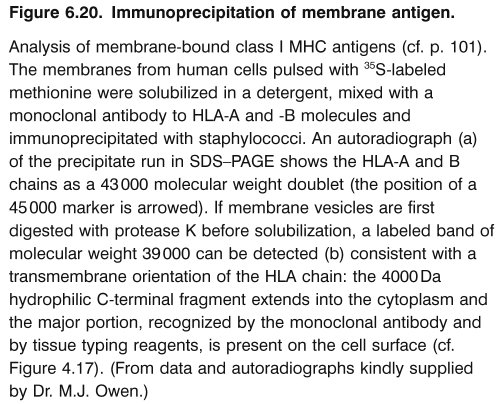 Figure 6.20. Immunoprecipitation of membrane antigen.
Analysis of membrane-bound class I MHC antigens (cf. p. 101).
The membranes from human cells pulsed with ³⁵S-labeled
methionine were solubilized in a detergent, mixed with a
monoclonal antibody to HLA-A and -B molecules and
immunoprecipitated with staphylococci. An autoradiograph (a)
of the precipitate run in SDS–PAGE shows the HLA-A and B
chains as a 43 000 molecular weight doublet (the position of a
45 000 marker is arrowed). If membrane vesicles are first
digested with protease K before solubilization, a labeled band of
molecular weight 39 000 can be detected (b) consistent with a
transmembrane orientation of the HLA chain: the 4000 Da
hydrophilic C-terminal fragment extends into the cytoplasm and
the major portion, recognized by the monoclonal antibody and
by tissue typing reagents, is present on the cell surface (cf.
Figure 4.17). (From data and autoradiographs kindly supplied
by Dr. M.J. Owen.)